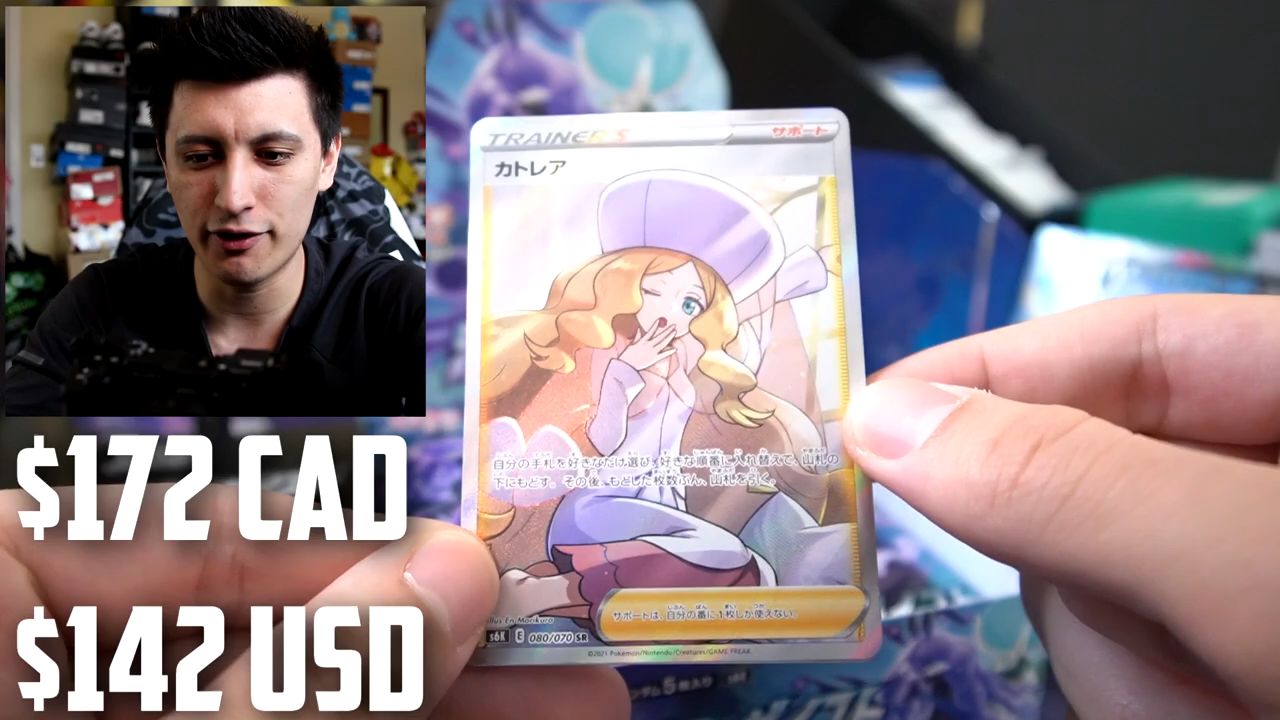 TRAINERS
サポート
カトレア
自分の手札を好きなだけ選び、好きな順番に入れ替えて、山札の
下にもどす。その後、もどした枚数ぶん、山札を引く。
サポートは、自分の番に1枚しか使えない。
Illus. En Morikura
s6K E 080/070 SR
©2021 Pokémon/Nintendo/Creatures/GAME FREAK.
$172 CAD
$142 USD